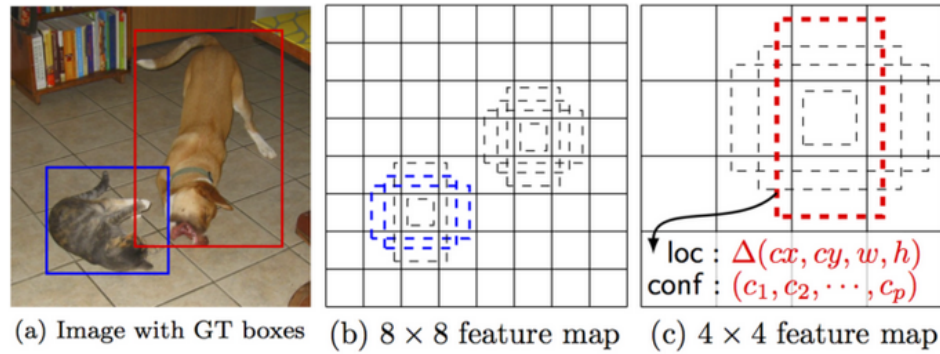 loc : Δ(cx, cy, w, h)
conf : (c₁, c₂, ⋯, cₚ)
(a) Image with GT boxes
(b) 8 × 8 feature map
(c) 4 × 4 feature map